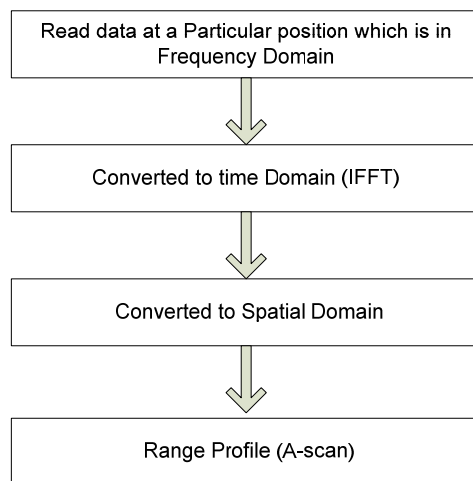 Read data at a Particular position which is in
Frequency Domain
Converted to time Domain (IFFT)
Converted to Spatial Domain
Range Profile (A-scan)